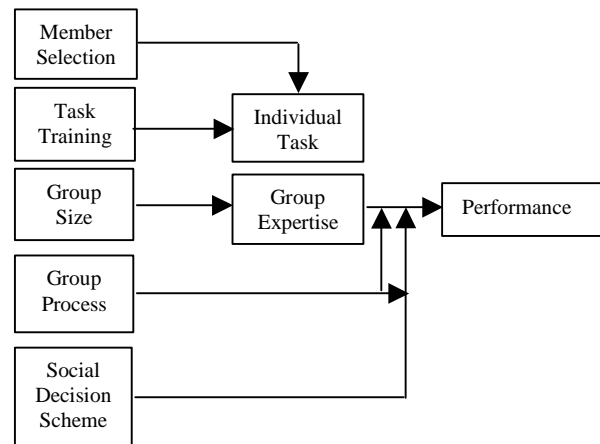 Member
Selection
Task
Training
Individual
Task
Group
Size
Group
Expertise
Performance
Group
Process
Social
Decision
Scheme